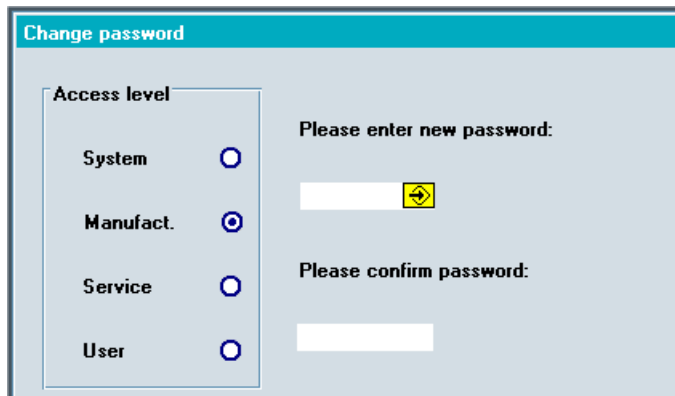 Change password
Access level
System
Manufact.
Service
User
Please enter new password:
Please confirm password: